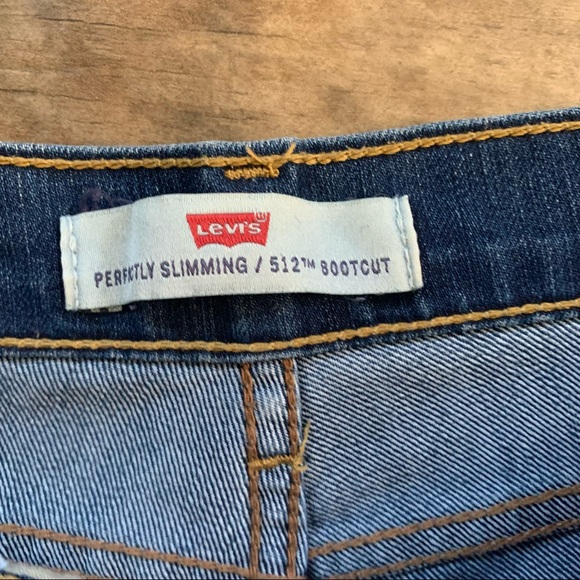 Levi's®
PERFECTLY SLIMMING / 512™ BOOTCUT